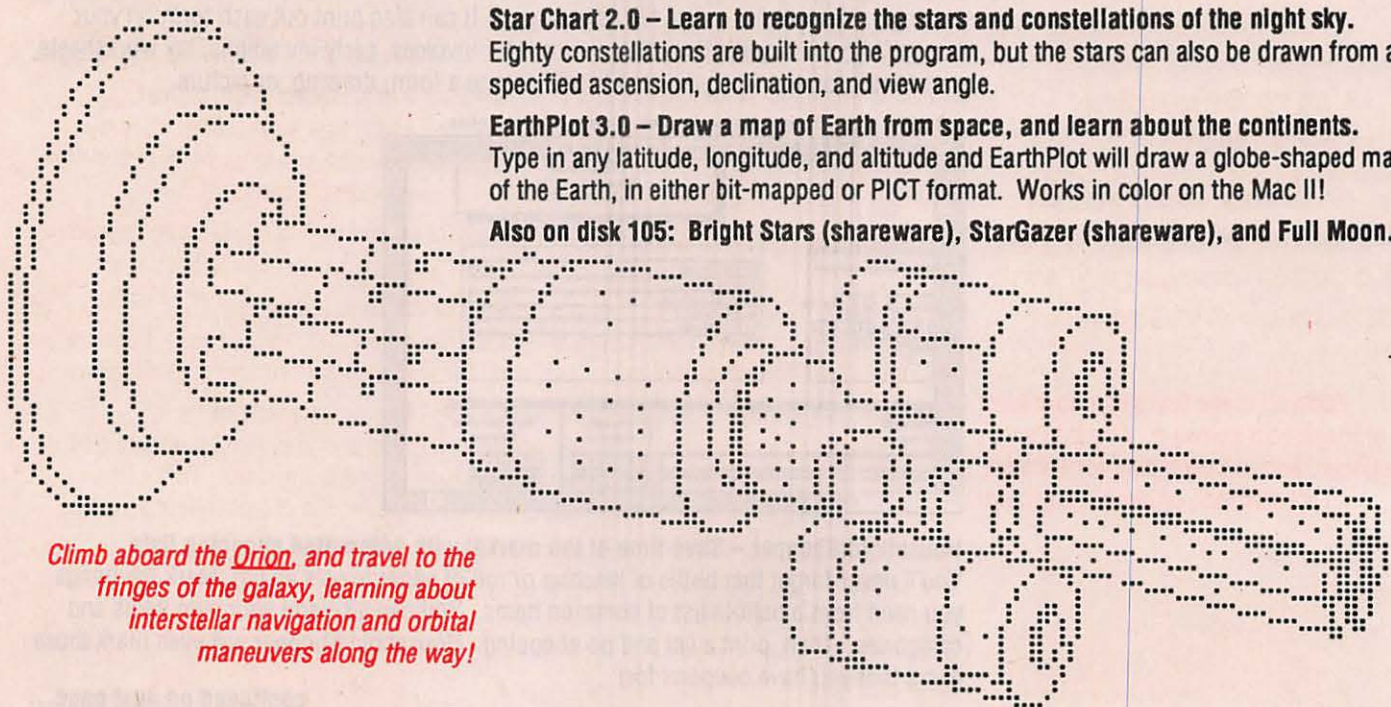 Star Chart 2.0 – Learn to recognize the stars and constellations of the night sky.
Eighty constellations are built into the program, but the stars can also be drawn from a
specified ascension, declination, and view angle.
EarthPlot 3.0 – Draw a map of Earth from space, and learn about the continents.
Type in any latitude, longitude, and altitude and EarthPlot will draw a globe-shaped ma
of the Earth, in either bit-mapped or PICT format. Works in color on the Mac II!
Also on disk 105: Bright Stars (shareware), StarGazer (shareware), and Full Moon.
Climb aboard the Orion, and travel to the
fringes of the galaxy, learning about
interstellar navigation and orbital
maneuvers along the way!